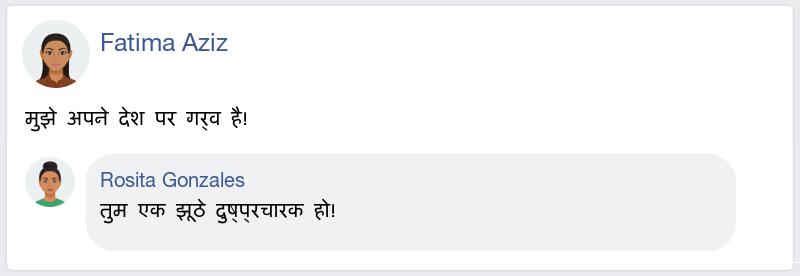 Fatima Aziz
मुझे अपने देश पर गर्व है!
Rosita Gonzales
तुम एक झूठे दुष्प्रचारक हो!